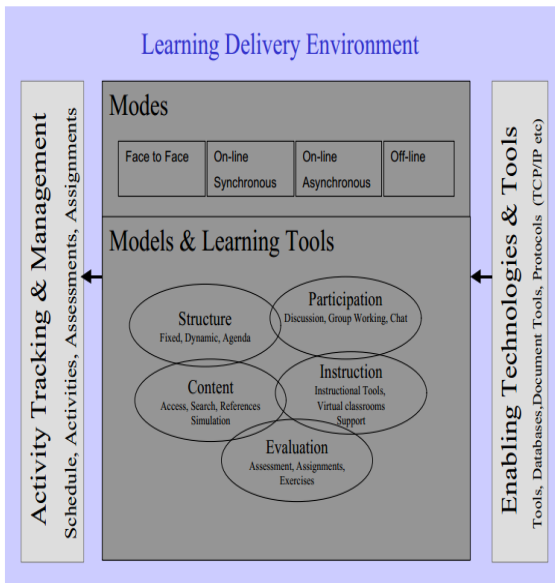 Learning Delivery Environment
Activity Tracking & Management
Schedule, Activities, Assessments, Assignments
Modes
Face to Face
On-line
Synchronous
On-line
Asynchronous
Off-line
Models & Learning Tools
Structure
Fixed, Dynamic, Agenda
Participation
Discussion, Group Working, Chat
Content
Access, Search, References
Simulation
Instruction
Instructional Tools,
Virtual classrooms
Support
Evaluation
Assessment, Assignments,
Exercises
Enabling Technologies & Tools
Tools, Databases,Document Tools, Protocols (TCP/IP etc)